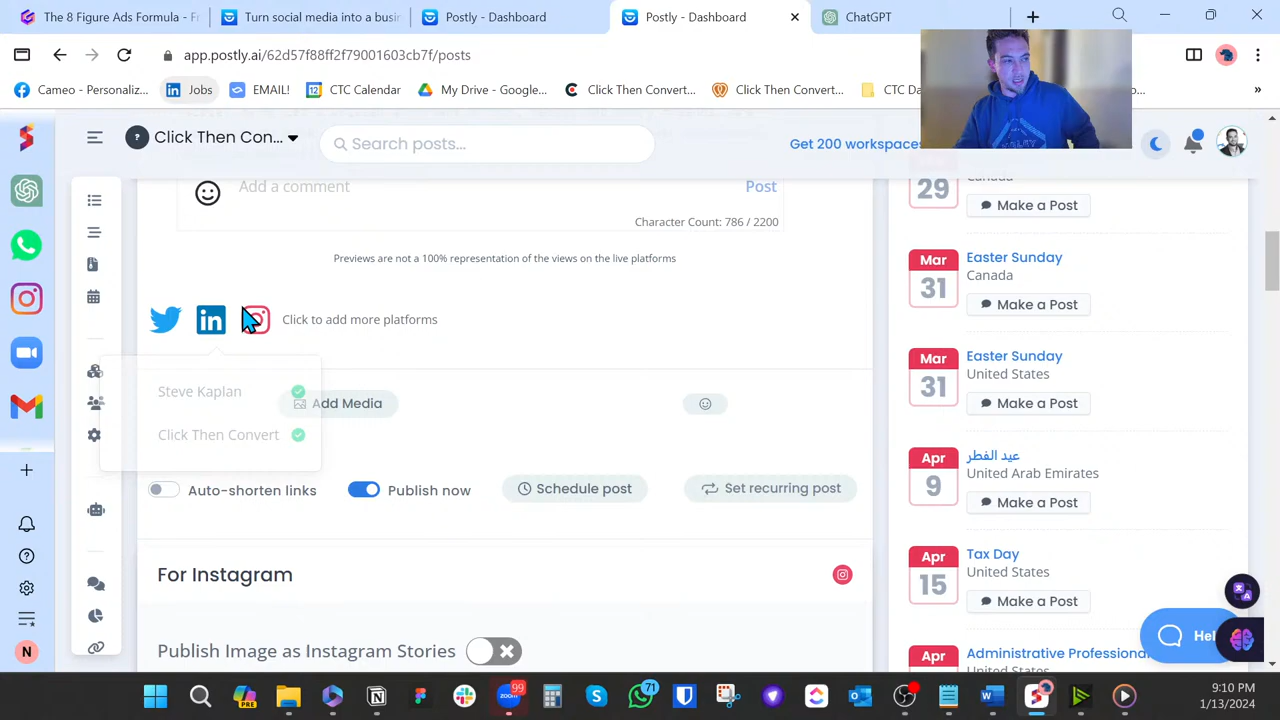 The 8 Figure Ads Formula - Tr
Turn social media into a busin
Postly - Dashboard
Postly - Dashboard
ChatGPT
app.postly.ai/62d57f88ff2f79001603cb7f/posts
Cameo - Personaliz...
Jobs
EMAIL!
CTC Calendar
My Drive - Google...
Click Then Convert...
Click Then Convert...
Click Then Con...
Search posts...
Get 200 workspaces
Add a comment
Post
Character Count: 786 / 2200
Previews are not a 100% representation of the views on the live platforms
Click to add more platforms
Steve Kaplan
Click Then Convert
Add Media
Auto-shorten links
Publish now
Schedule post
Set recurring post
For Instagram
Publish Image as Instagram Stories
29
Canada
Make a Post
Mar
31
Easter Sunday
Canada
Make a Post
Mar
31
Easter Sunday
United States
Make a Post
Apr
9
عيد الفطر
United Arab Emirates
Make a Post
Apr
15
Tax Day
United States
Make a Post
Apr
Administrative Professional
United States
Hel
N
PRE
99
71
9:10 PM
1/13/2024